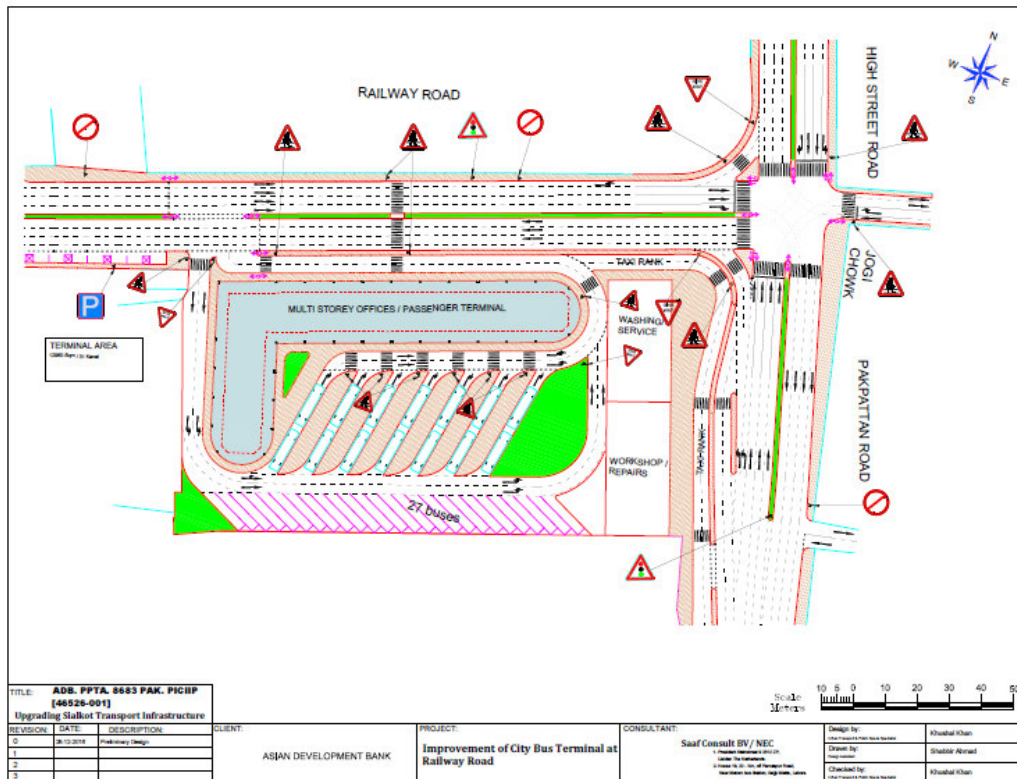 N
W
E
S
RAILWAY ROAD
HIGH STREET ROAD
JOGI
CHOWK
TAXI RANK
P
MULTI STOREY OFFICES / PASSENGER TERMINAL
WASHING/
SERVICE
TERMINAL AREA
PAKPATTAN ROAD
TAXI RANK
WORKSHOP /
REPAIRS
27 buses
Scale
Meters
10 5 0 10 20 30 40 50
TITLE: ADB. PPTA. 8683 PAK. PICIIP
[46526-001]
Upgrading Sialkot Transport Infrastructure
REVISION: DATE: DESCRIPTION:
0 Preliminary Design
1
2
3
CLIENT:
ASIAN DEVELOPMENT BANK
PROJECT:
Improvement of City Bus Terminal at
Railway Road
CONSULTANT:
Saaf Consult BV/ NEC
Design by: Khushal Khan
Drawn by: Shabbir Ahmad
Checked by: Khushal Khan